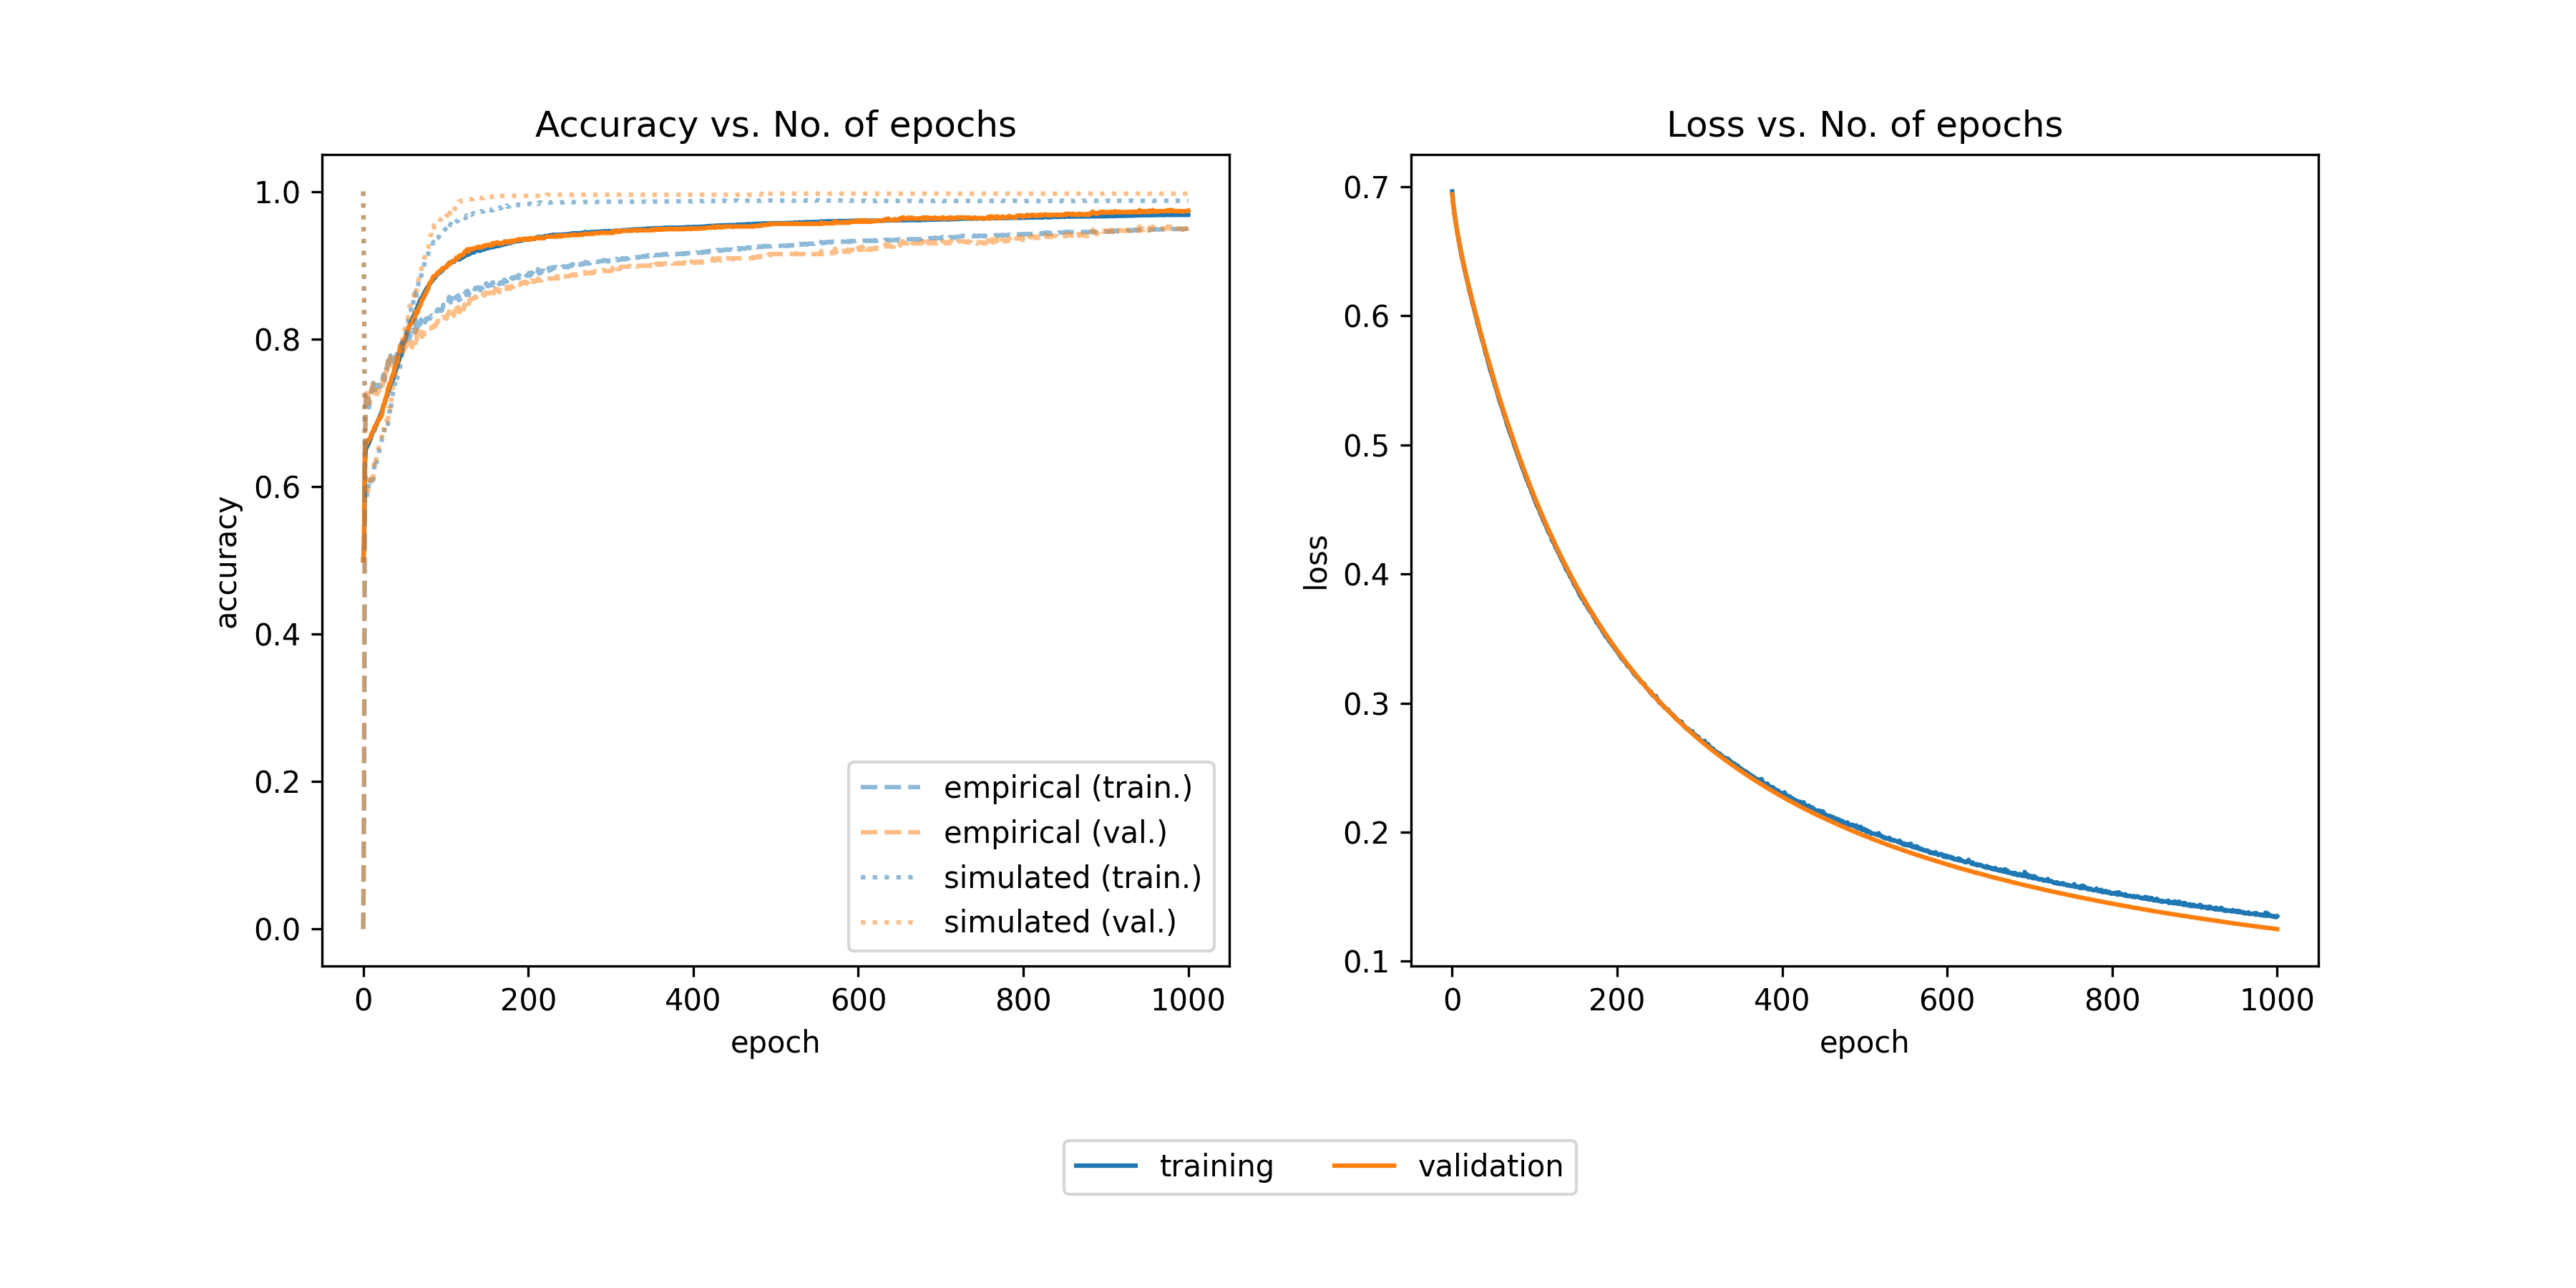 Accuracy vs. No. of epochs
1.0
0.8
0.6
0.4
0.2
0.0
accuracy
0 200 400 600 800 1000
epoch
empirical (train.)
empirical (val.)
simulated (train.)
simulated (val.)
Loss vs. No. of epochs
0.7
0.6
0.5
0.4
0.3
0.2
0.1
loss
0 200 400 600 800 1000
epoch
training validation